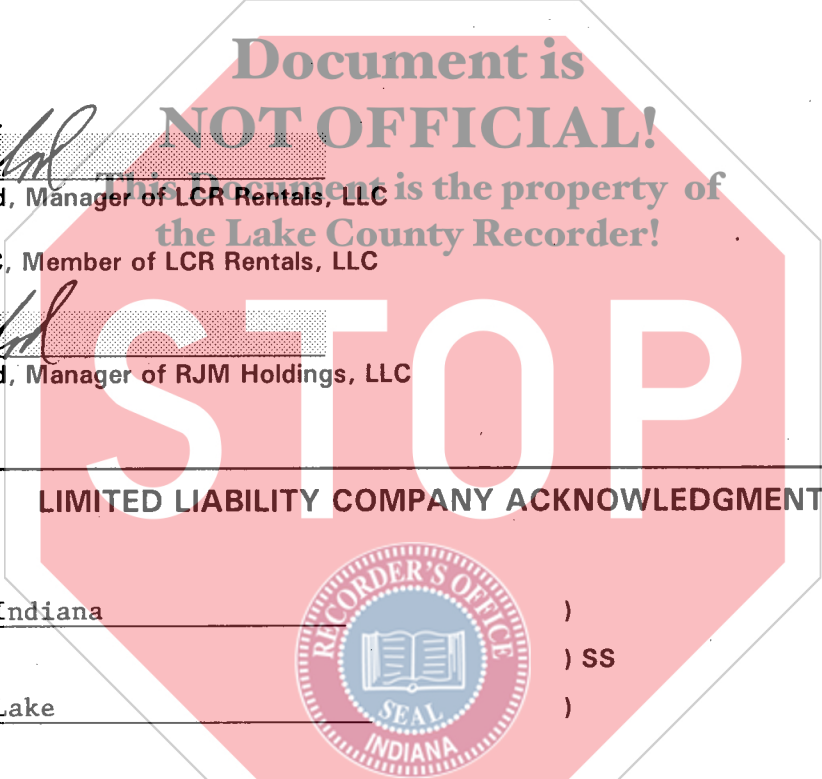 Document is
NOT OFFICIAL!
This Document is the property of
the Lake County Recorder!
d, Manager of LCR Rentals, LLC
C, Member of LCR Rentals, LLC
d, Manager of RJM Holdings, LLC
STOP
LIMITED LIABILITY COMPANY ACKNOWLEDGMENT
Indiana )
) SS
Lake )
RECORDER'S OFFICE
SEAL
INDIANA